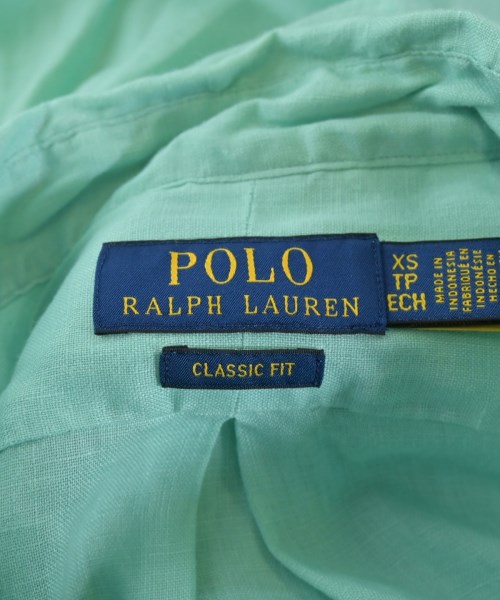 POLO
RALPH LAUREN
CLASSIC FIT
XS
TP
ECH
MADE IN
INDONESIA
FABRIQUÉ EN
INDONÉSIE
HECHO EN